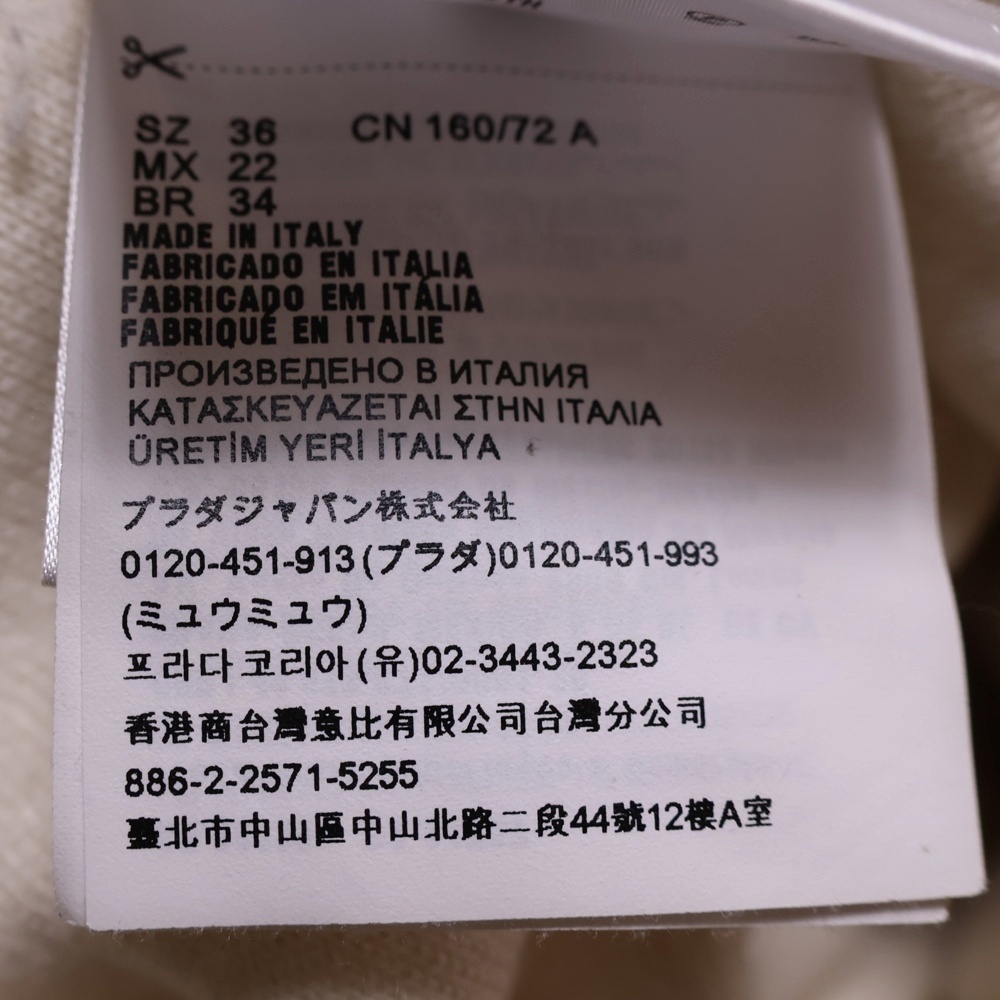 SZ 36 CN 160/72 A
MX 22
BR 34
MADE IN ITALY
FABRICADO EN ITALIA
FABRICADO EM ITÁLIA
FABRIQUÉ EN ITALIE
ПРОИЗВЕДЕНО В ИТАЛИЯ
ΚΑΤΑΣΚΕΥΑΖΕΤΑΙ ΣΤΗΝ ΙΤΑΛΙΑ
ÜRETİM YERİ İTALYA
プラダジャパン株式会社
0120-451-913(プラダ)0120-451-993
(ミュウミュウ)
프라다코리아(유)02-3443-2323
香港商台灣意比有限公司台灣分公司
886-2-2571-5255
臺北市中山區中山北路二段44號12樓A室